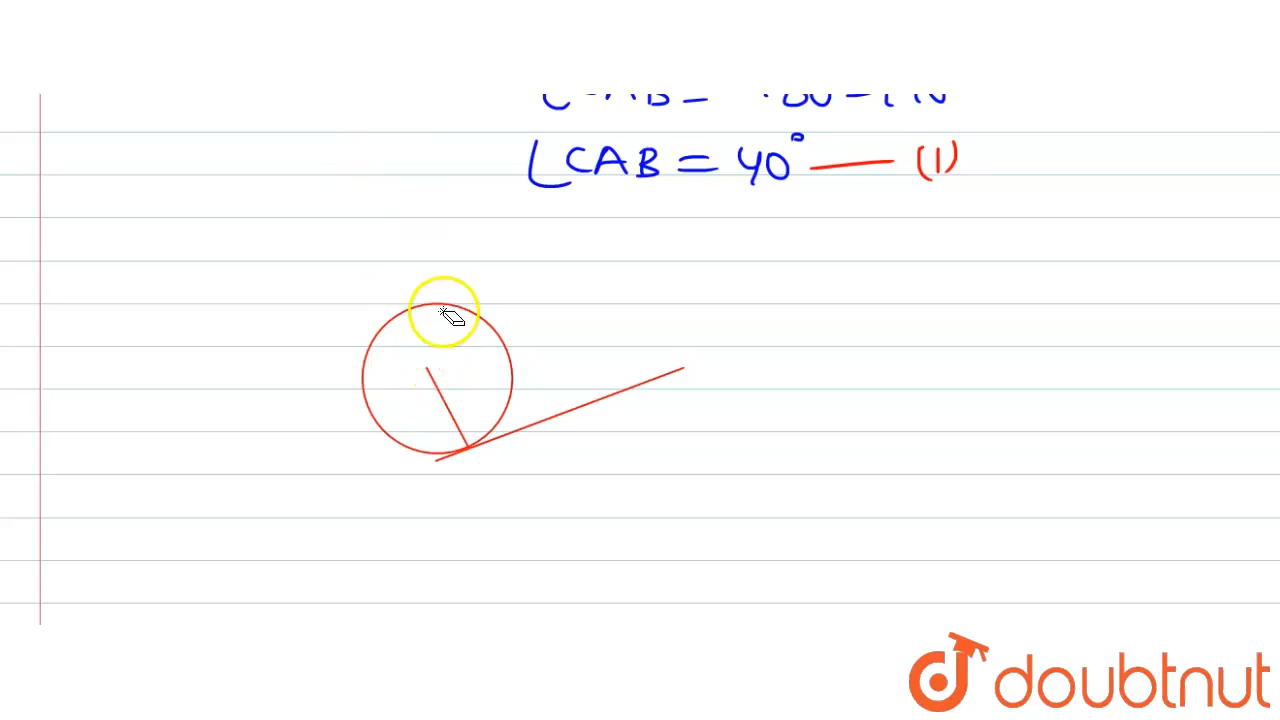 ∠CAB = 40° — (1)
doubtnut